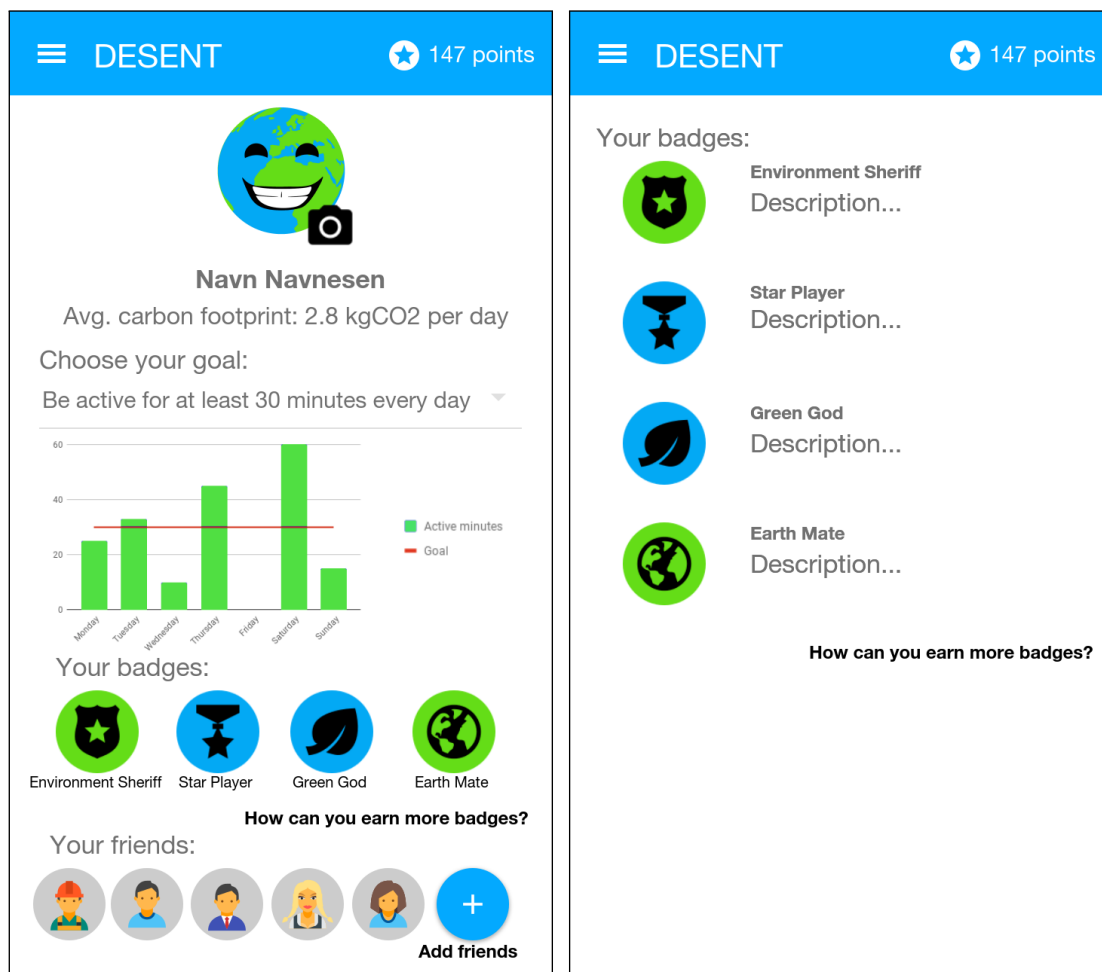 DESENT
147 points
Navn Navnesen
Avg. carbon footprint: 2.8 kgCO2 per day
Choose your goal:
Be active for at least 30 minutes every day
60
40
20
0
Active minutes
Goal
Monday
Tuesday
Wednesday
Thursday
Friday
Saturday
Sunday
Your badges:
Environment Sheriff
Star Player
Green God
Earth Mate
How can you earn more badges?
Your friends:
Add friends
DESENT
147 points
Your badges:
Environment Sheriff
Description...
Star Player
Description...
Green God
Description...
Earth Mate
Description...
How can you earn more badges?